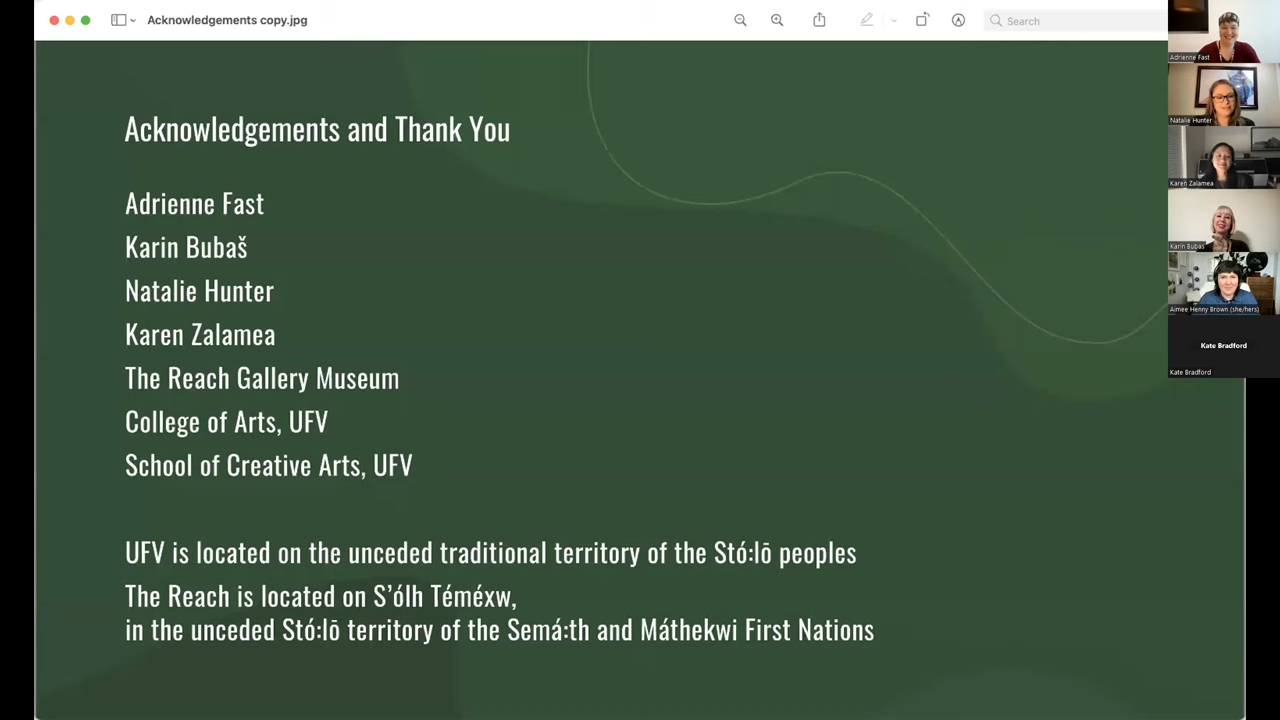 Acknowledgements copy.jpg
Search
Acknowledgements and Thank You
Adrienne Fast
Karin Bubaš
Natalie Hunter
Karen Zalamea
The Reach Gallery Museum
College of Arts, UFV
School of Creative Arts, UFV
UFV is located on the unceded traditional territory of the Stó:lō peoples
The Reach is located on S'ólh Téméxw,
in the unceded Stó:lō territory of the Semá:th and Máthekwi First Nations
Adrienne Fast
Natalie Hunter
Karen Zalamea
Karin Bubas
Aimee Henny Brown (she/hers)
Kate Bradford
Kate Bradford